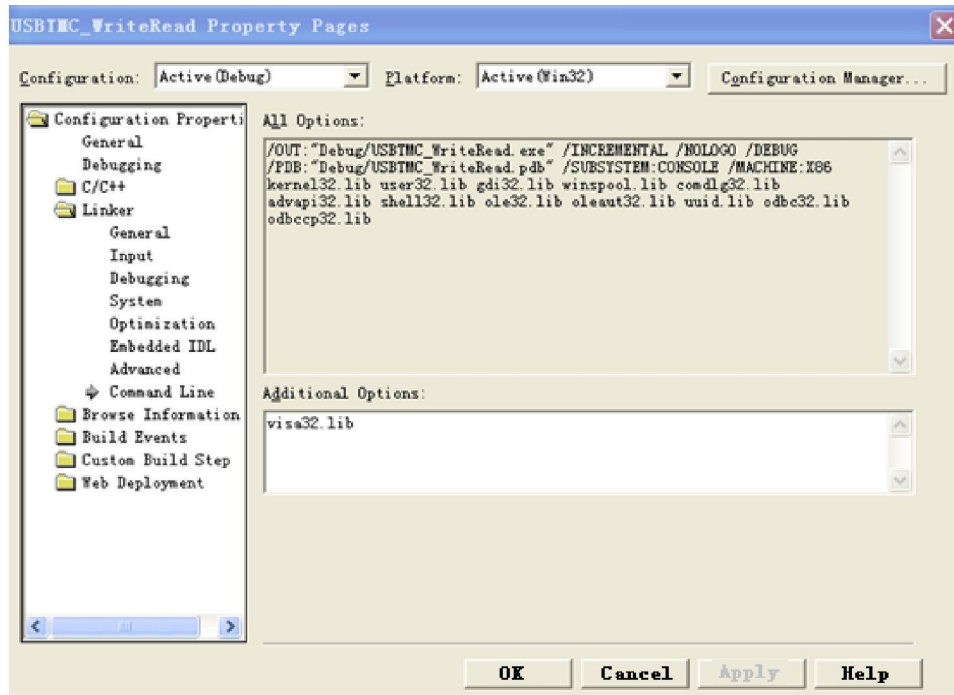 USBTMC_WriteRead Property Pages
Configuration: Active(Debug) Platform: Active(Win32) Configuration Manager...
Configuration Properti
General
Debugging
C/C++
Linker
General
Input
Debugging
System
Optimization
Embedded IDL
Advanced
Command Line
Browse Information
Build Events
Custom Build Step
Web Deployment
All Options:
/OUT:"Debug/USBTMC_WriteRead.exe" /INCREMENTAL /NOLOGO /DEBUG
/PDB:"Debug/USBTMC_WriteRead.pdb" /SUBSYSTEM:CONSOLE /MACHINE:X86
kernel32.lib user32.lib gdi32.lib winspool.lib comdlg32.lib
advapi32.lib shell32.lib ole32.lib oleaut32.lib uuid.lib odbc32.lib
odbccp32.lib
Additional Options:
visa32.lib
OK Cancel Apply Help